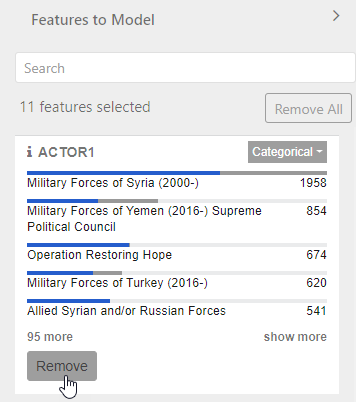 Features to Model
Search
11 features selected
Remove All
i ACTOR1
Categorical
Military Forces of Syria (2000-) 1958
Military Forces of Yemen (2016-) Supreme 854
Political Council
Operation Restoring Hope 674
Military Forces of Turkey (2016-) 620
Allied Syrian and/or Russian Forces 541
95 more show more
Remove